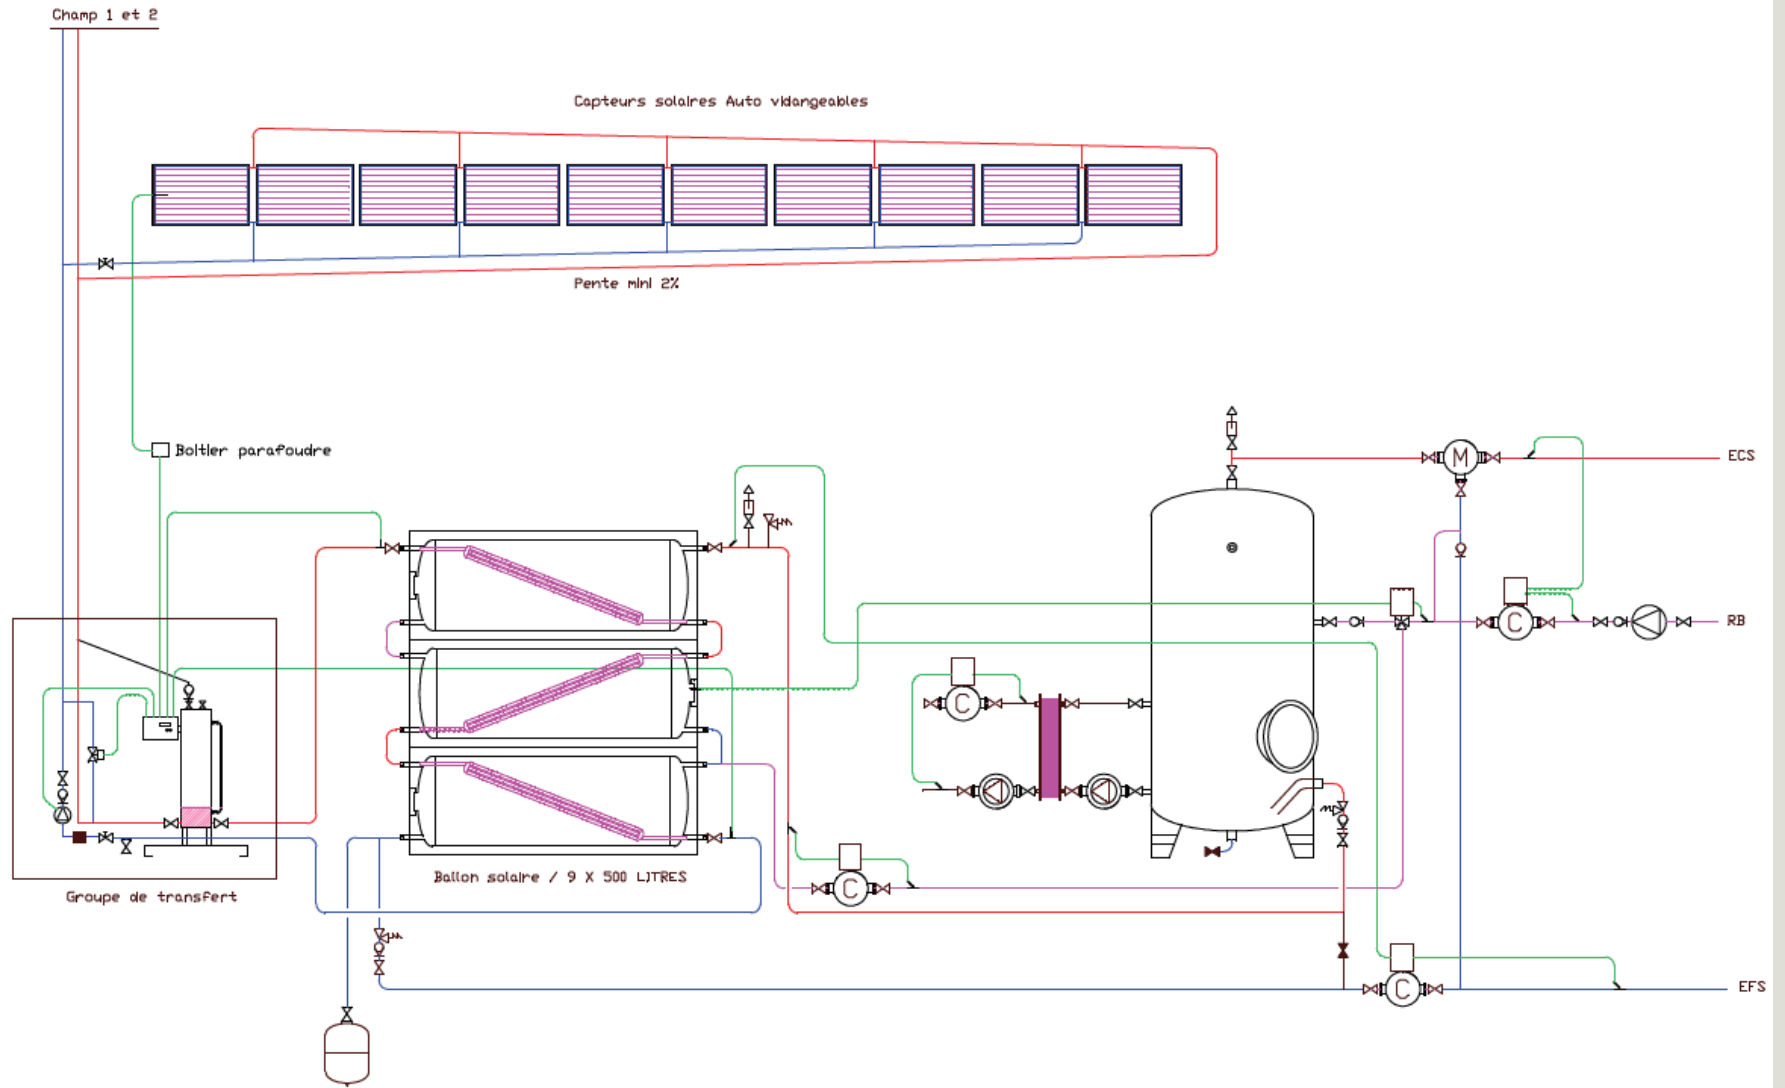 Champ 1 et 2
Capteurs solaires Auto vidangeables
Pente mini 2%
Boîtier parafoudre
M
ECS
C
RB
C
C
Ballon solaire / 9 X 500 LITRES
Groupe de transfert
C
EFS